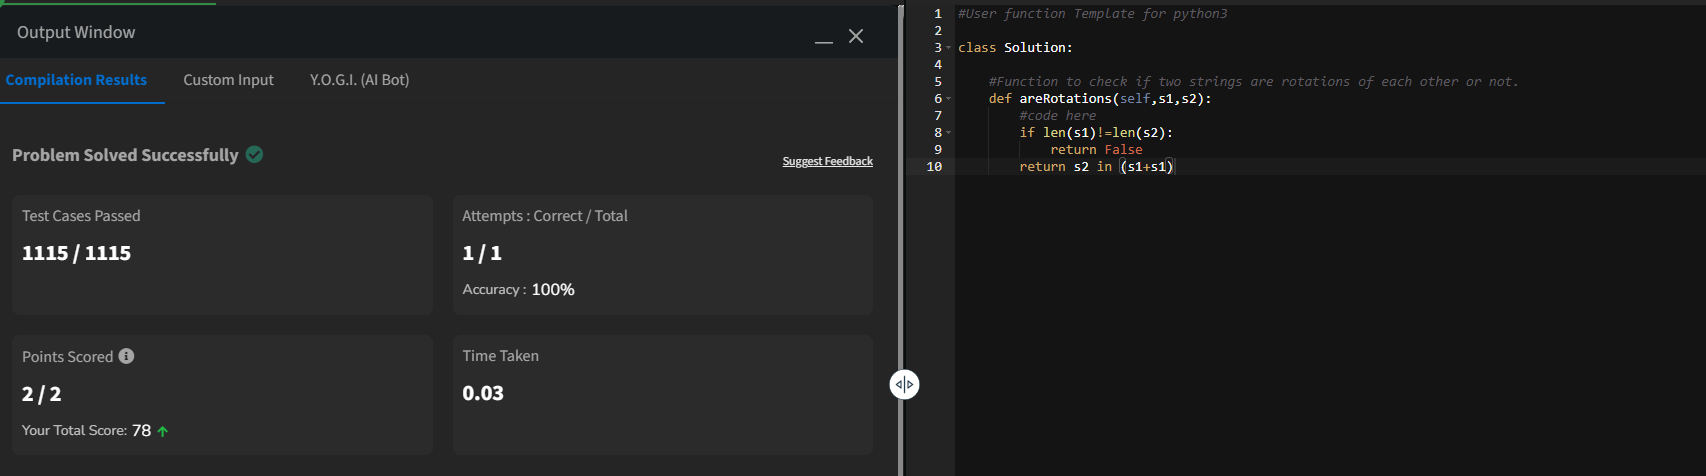 Output Window
Compilation Results Custom Input Y.O.G.I. (AI Bot)
Problem Solved Successfully
Suggest Feedback
Test Cases Passed
1115 / 1115
Attempts : Correct / Total
1 / 1
Accuracy : 100%
Points Scored
2 / 2
Your Total Score: 78
Time Taken
0.03
1 #User function Template for python3
2
3 class Solution:
4
5     #Function to check if two strings are rotations of each other or not.
6     def areRotations(self,s1,s2):
7         #code here
8         if len(s1)!=len(s2):
9             return False
10         return s2 in (s1+s1)